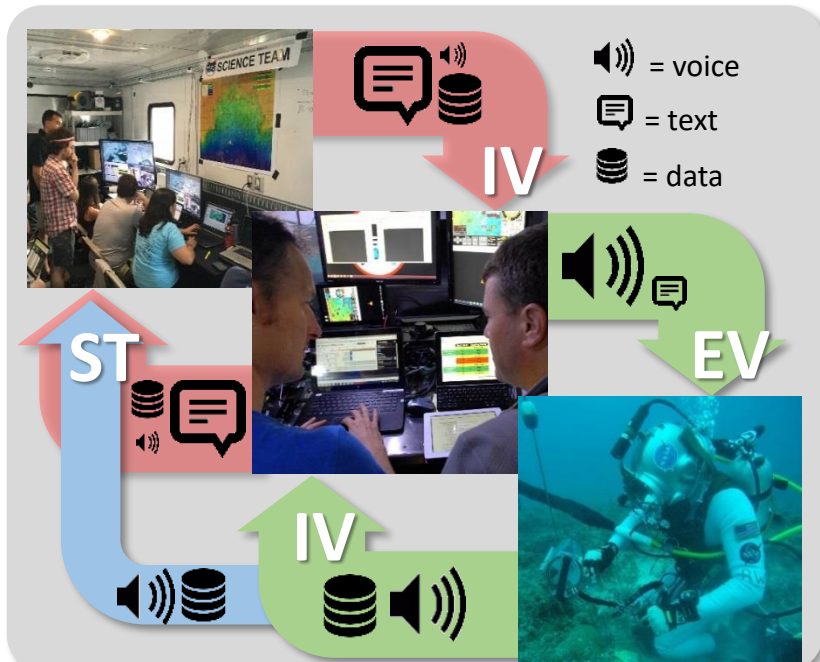 SCIENCE TEAM
= voice
= text
= data
IV
EV
ST
IV